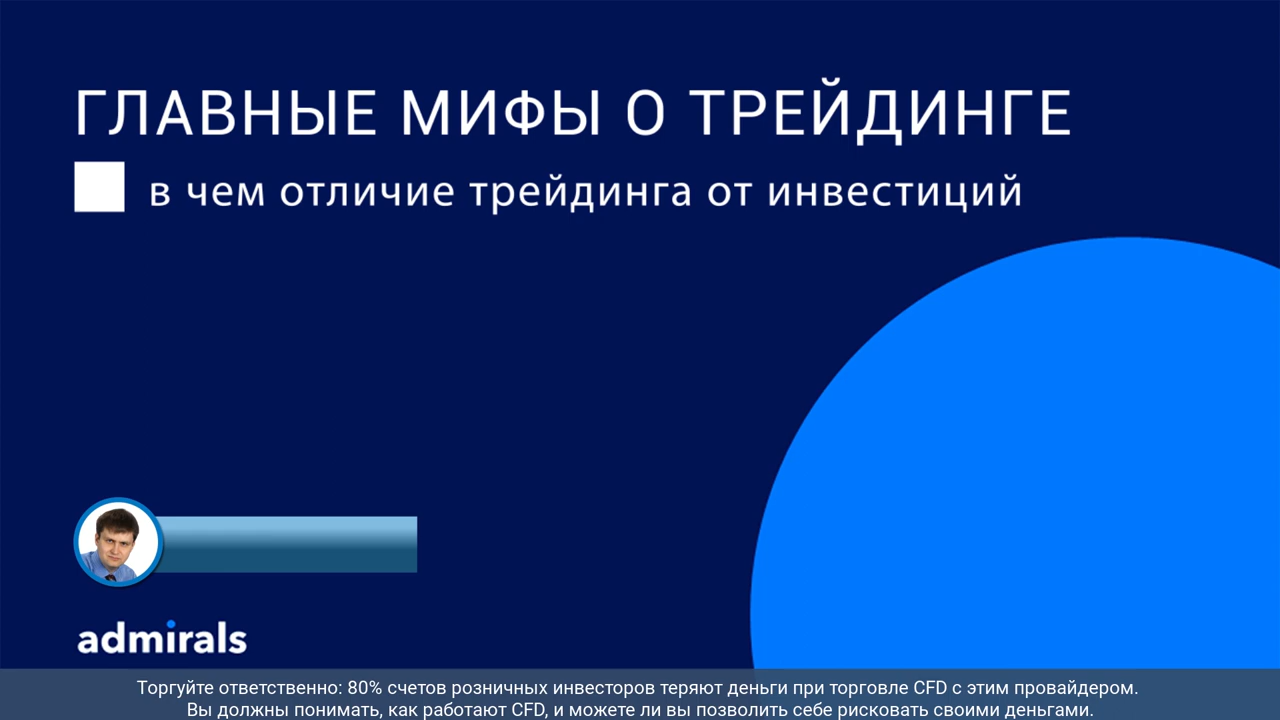 ГЛАВНЫЕ МИФЫ О ТРЕЙДИНГЕ
в чем отличие трейдинга от инвестиций
admirals
Торгуйте ответственно: 80% счетов розничных инвесторов теряют деньги при торговле CFD с этим провайдером.
Вы должны понимать, как работают CFD, и можете ли вы позволить себе рисковать своими деньгами.